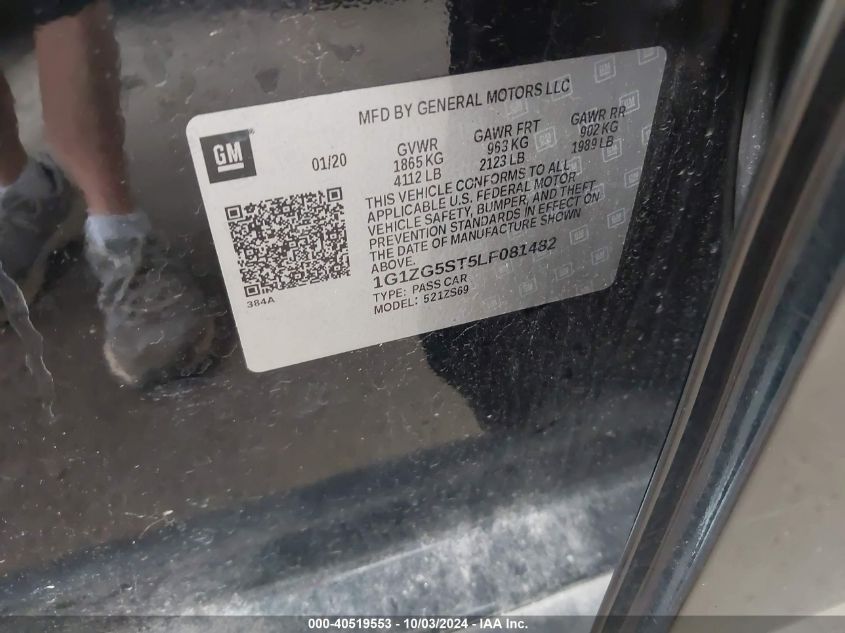 MFD BY GENERAL MOTORS LLC
GM
01/20
GVWR
1865 KG
4112 LB
GAWR FRT
963 KG
2123 LB
GAWR RR
902 KG
1989 LB
THIS VEHICLE CONFORMS TO ALL
APPLICABLE U.S. FEDERAL MOTOR
VEHICLE SAFETY, BUMPER, AND THEFT
PREVENTION STANDARDS IN EFFECT ON
THE DATE OF MANUFACTURE SHOWN
ABOVE.
1G1ZG5ST5LF081482
TYPE: PASS CAR
MODEL: 521ZS69
384A
000-40519553 - 10/03/2024 - IAA Inc.